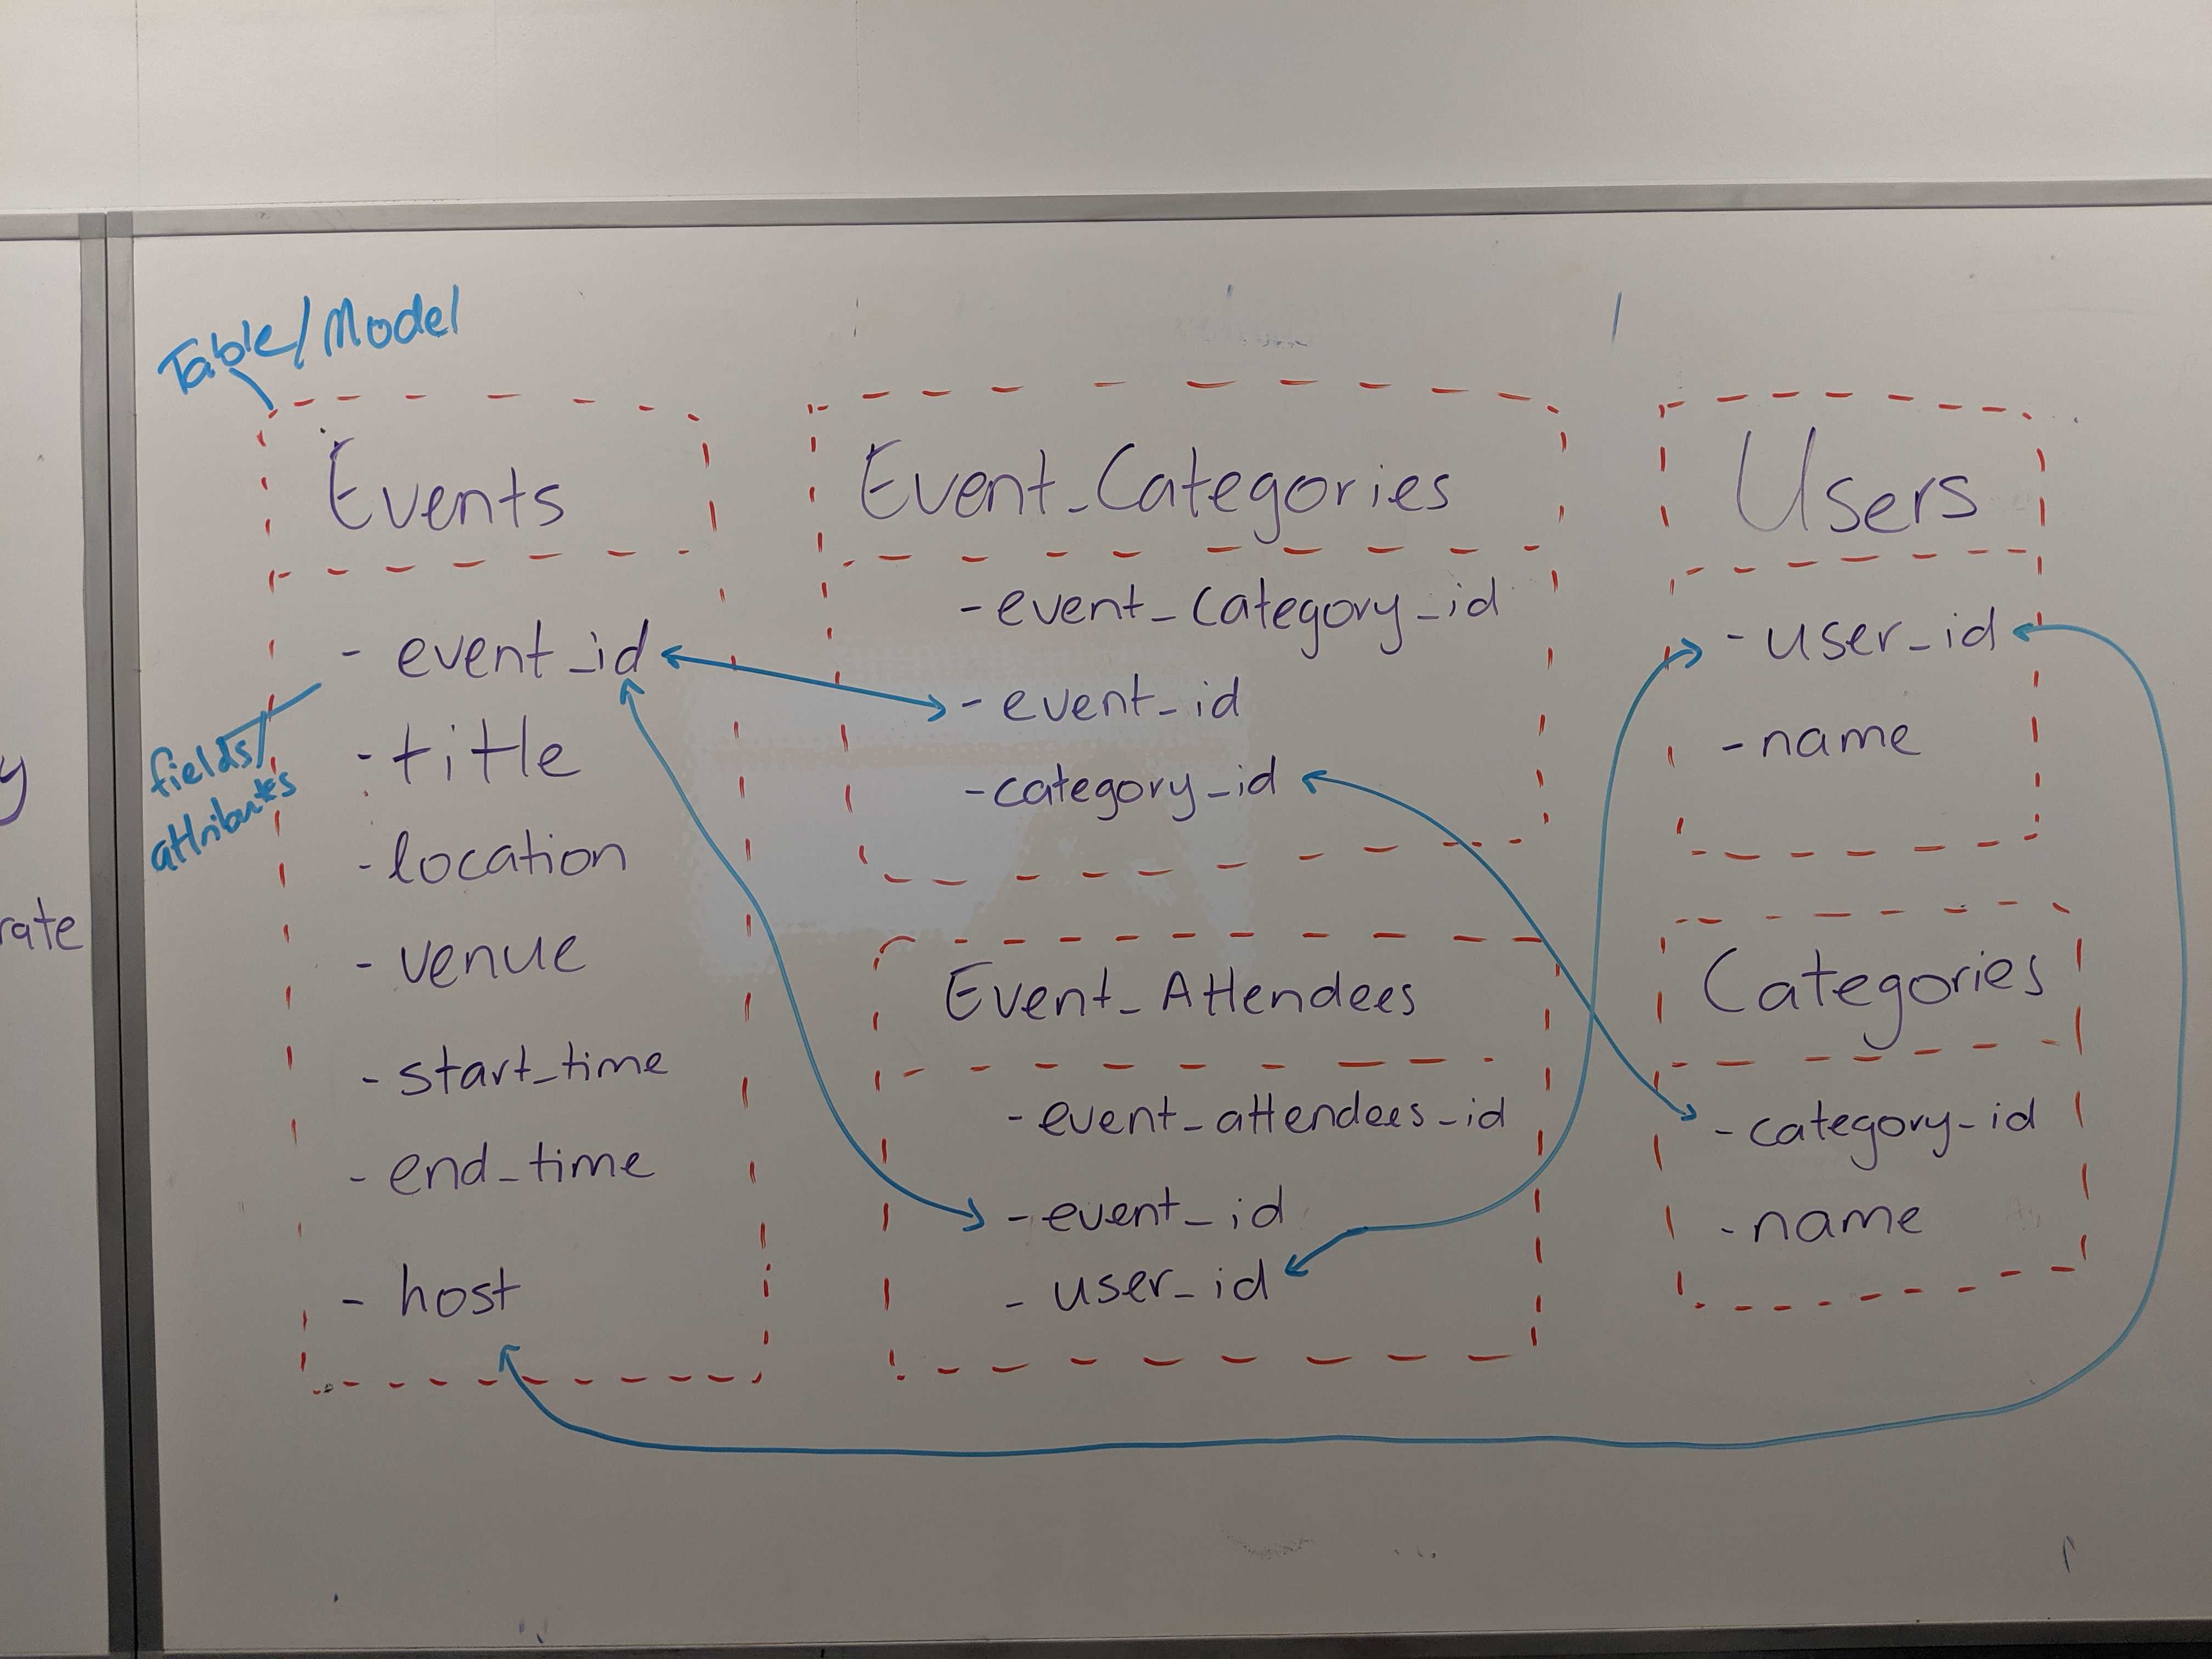 Table/Model
Events
- event_id
- title
- location
- venue
- start_time
- end_time
- host
fields/
attributes
Event_Categories
- event_category_id
- event_id
- category_id
Event_Attendees
- event_attendees_id
- event_id
- user_id
Users
- user_id
- name
Categories
- category_id
- name
y
rate